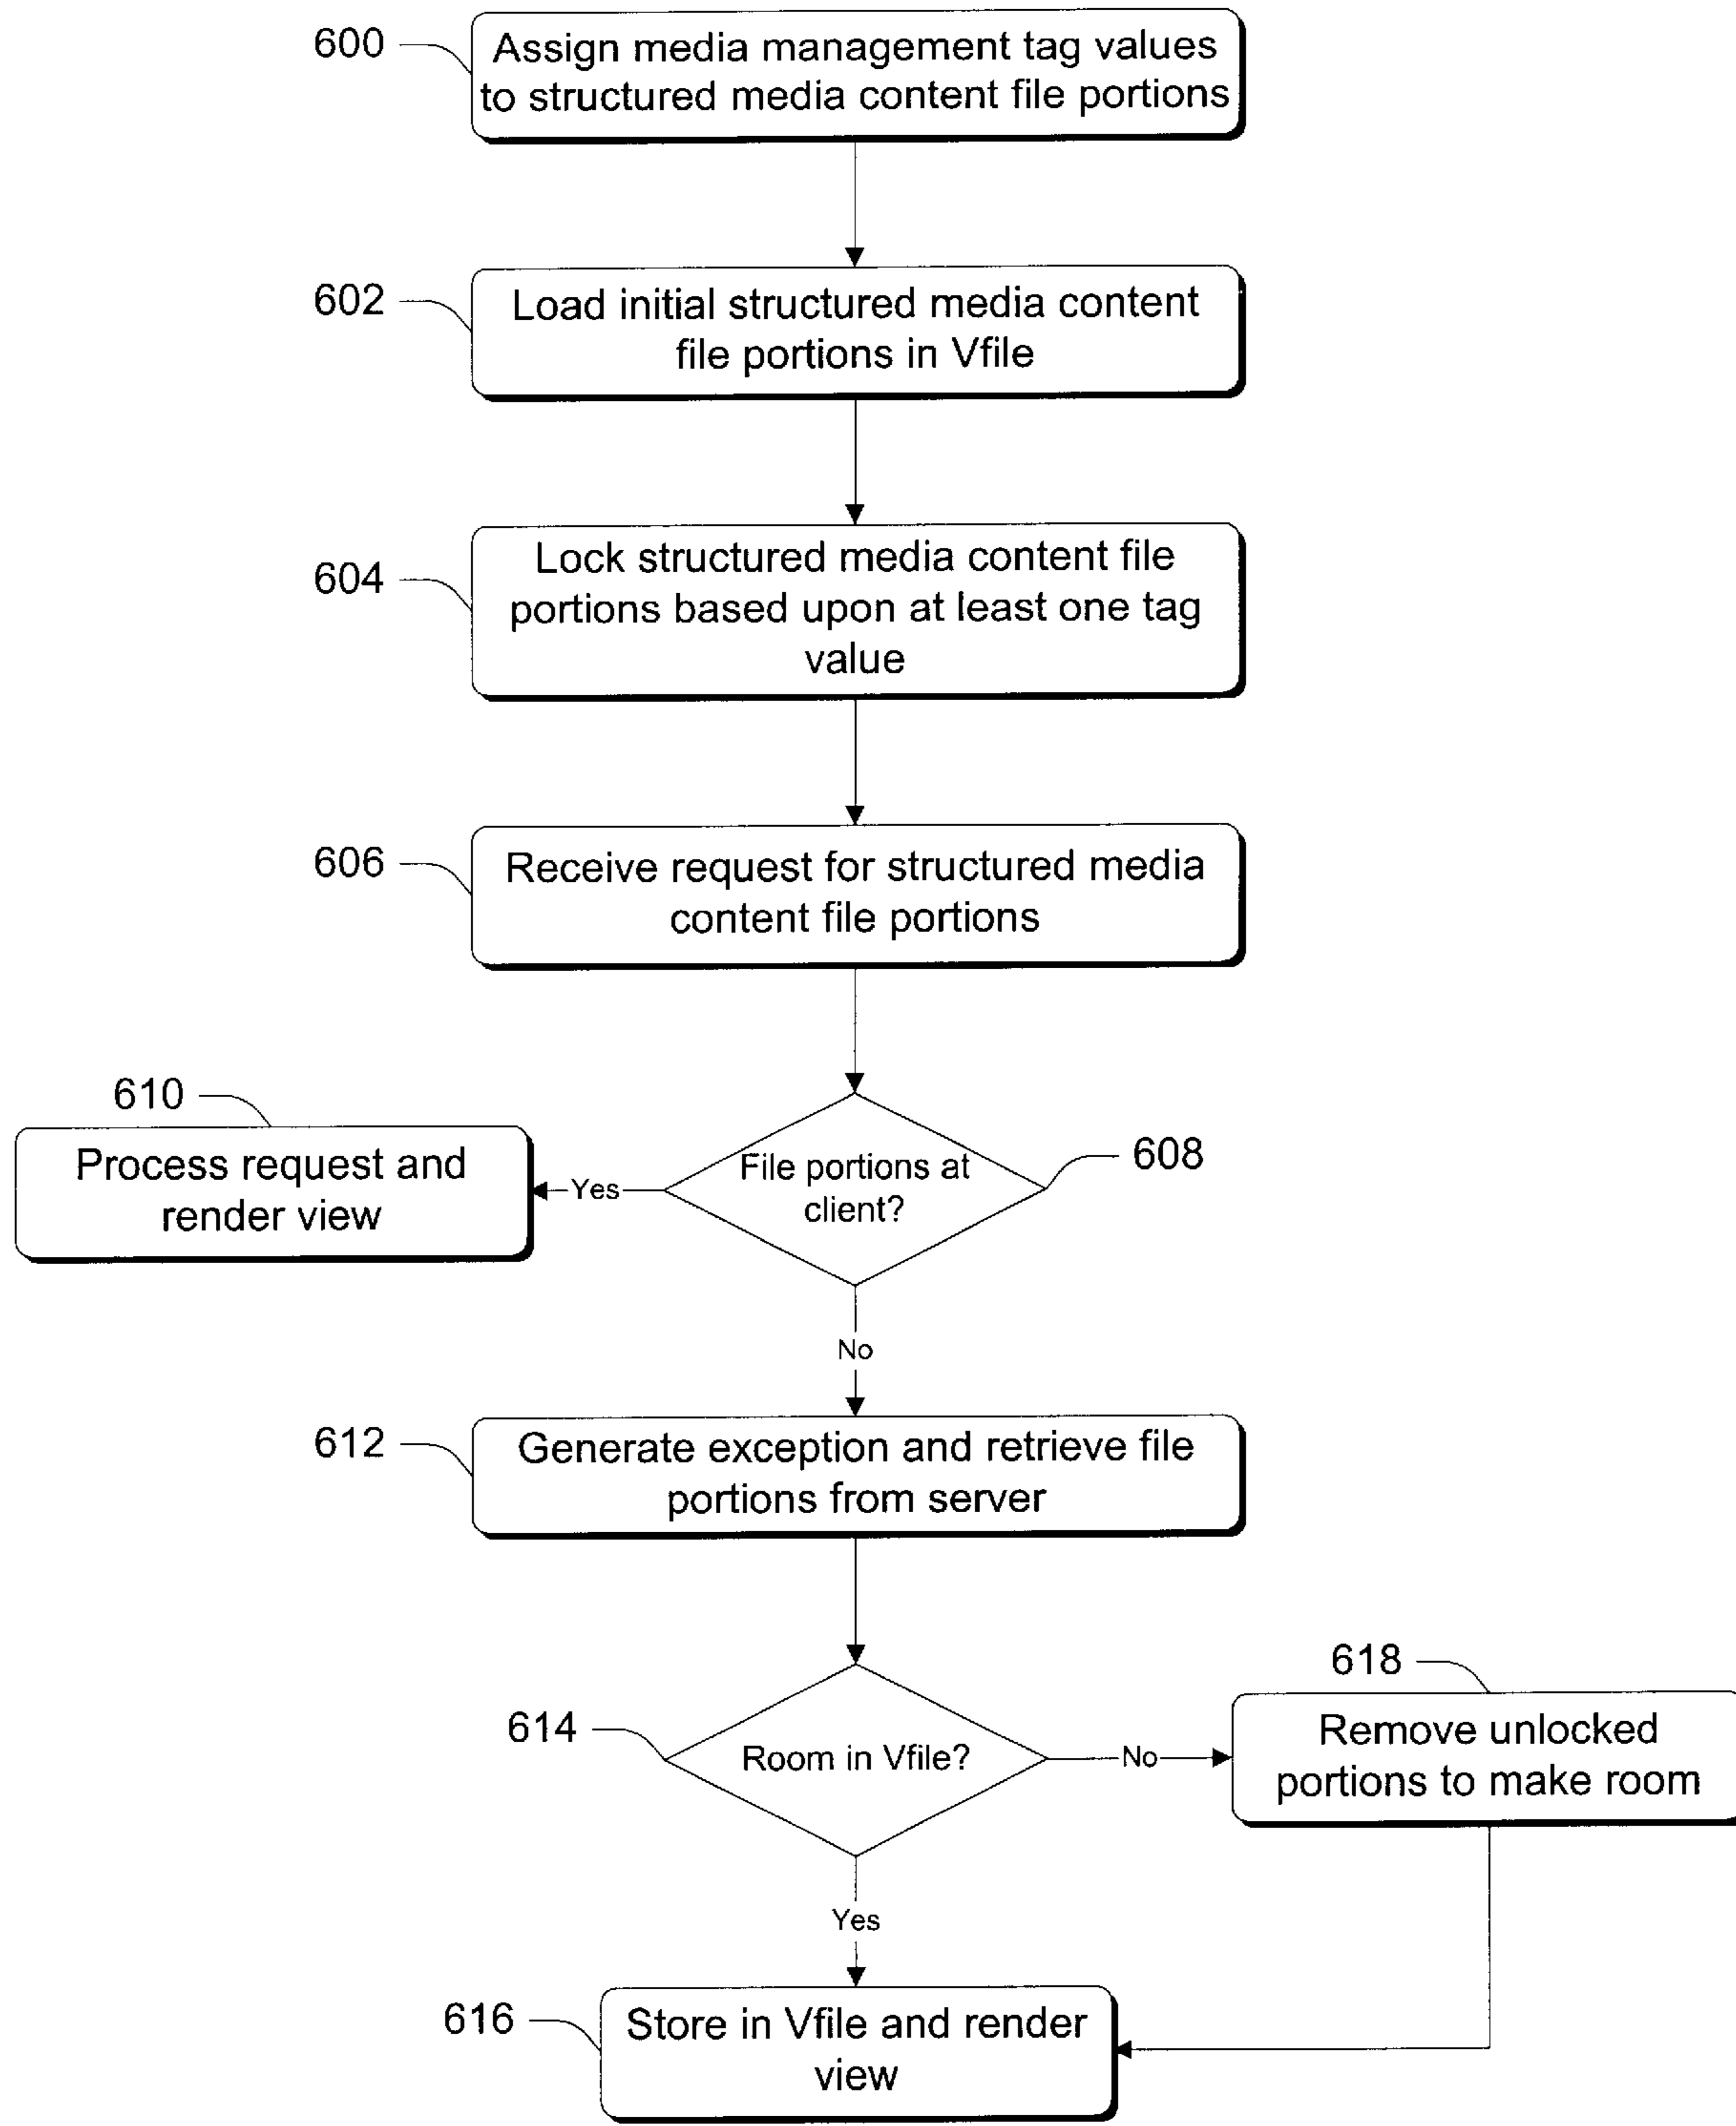 600
Assign media management tag values
to structured media content file portions
602
Load initial structured media content
file portions in Vfile
604
Lock structured media content file
portions based upon at least one tag
value
606
Receive request for structured media
content file portions
610
Process request and
render view
Yes
File portions at
client?
608
No
612
Generate exception and retrieve file
portions from server
614
Room in Vfile?
No
618
Remove unlocked
portions to make room
Yes
616
Store in Vfile and render
view